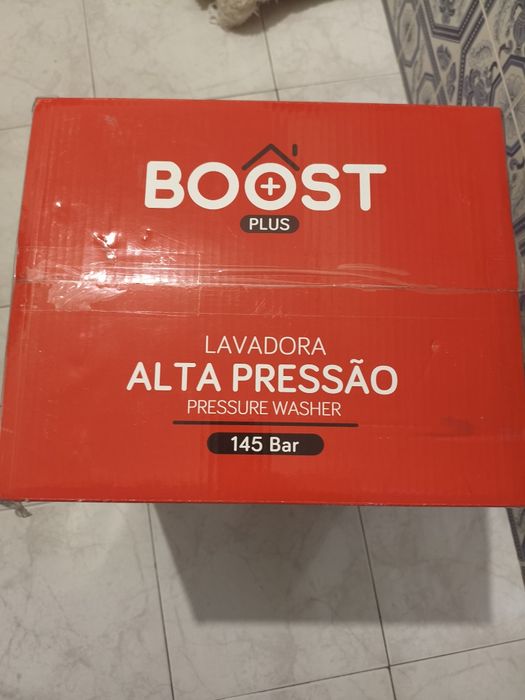 BOOST
PLUS
LAVADORA
ALTA PRESSÃO
PRESSURE WASHER
145 Bar